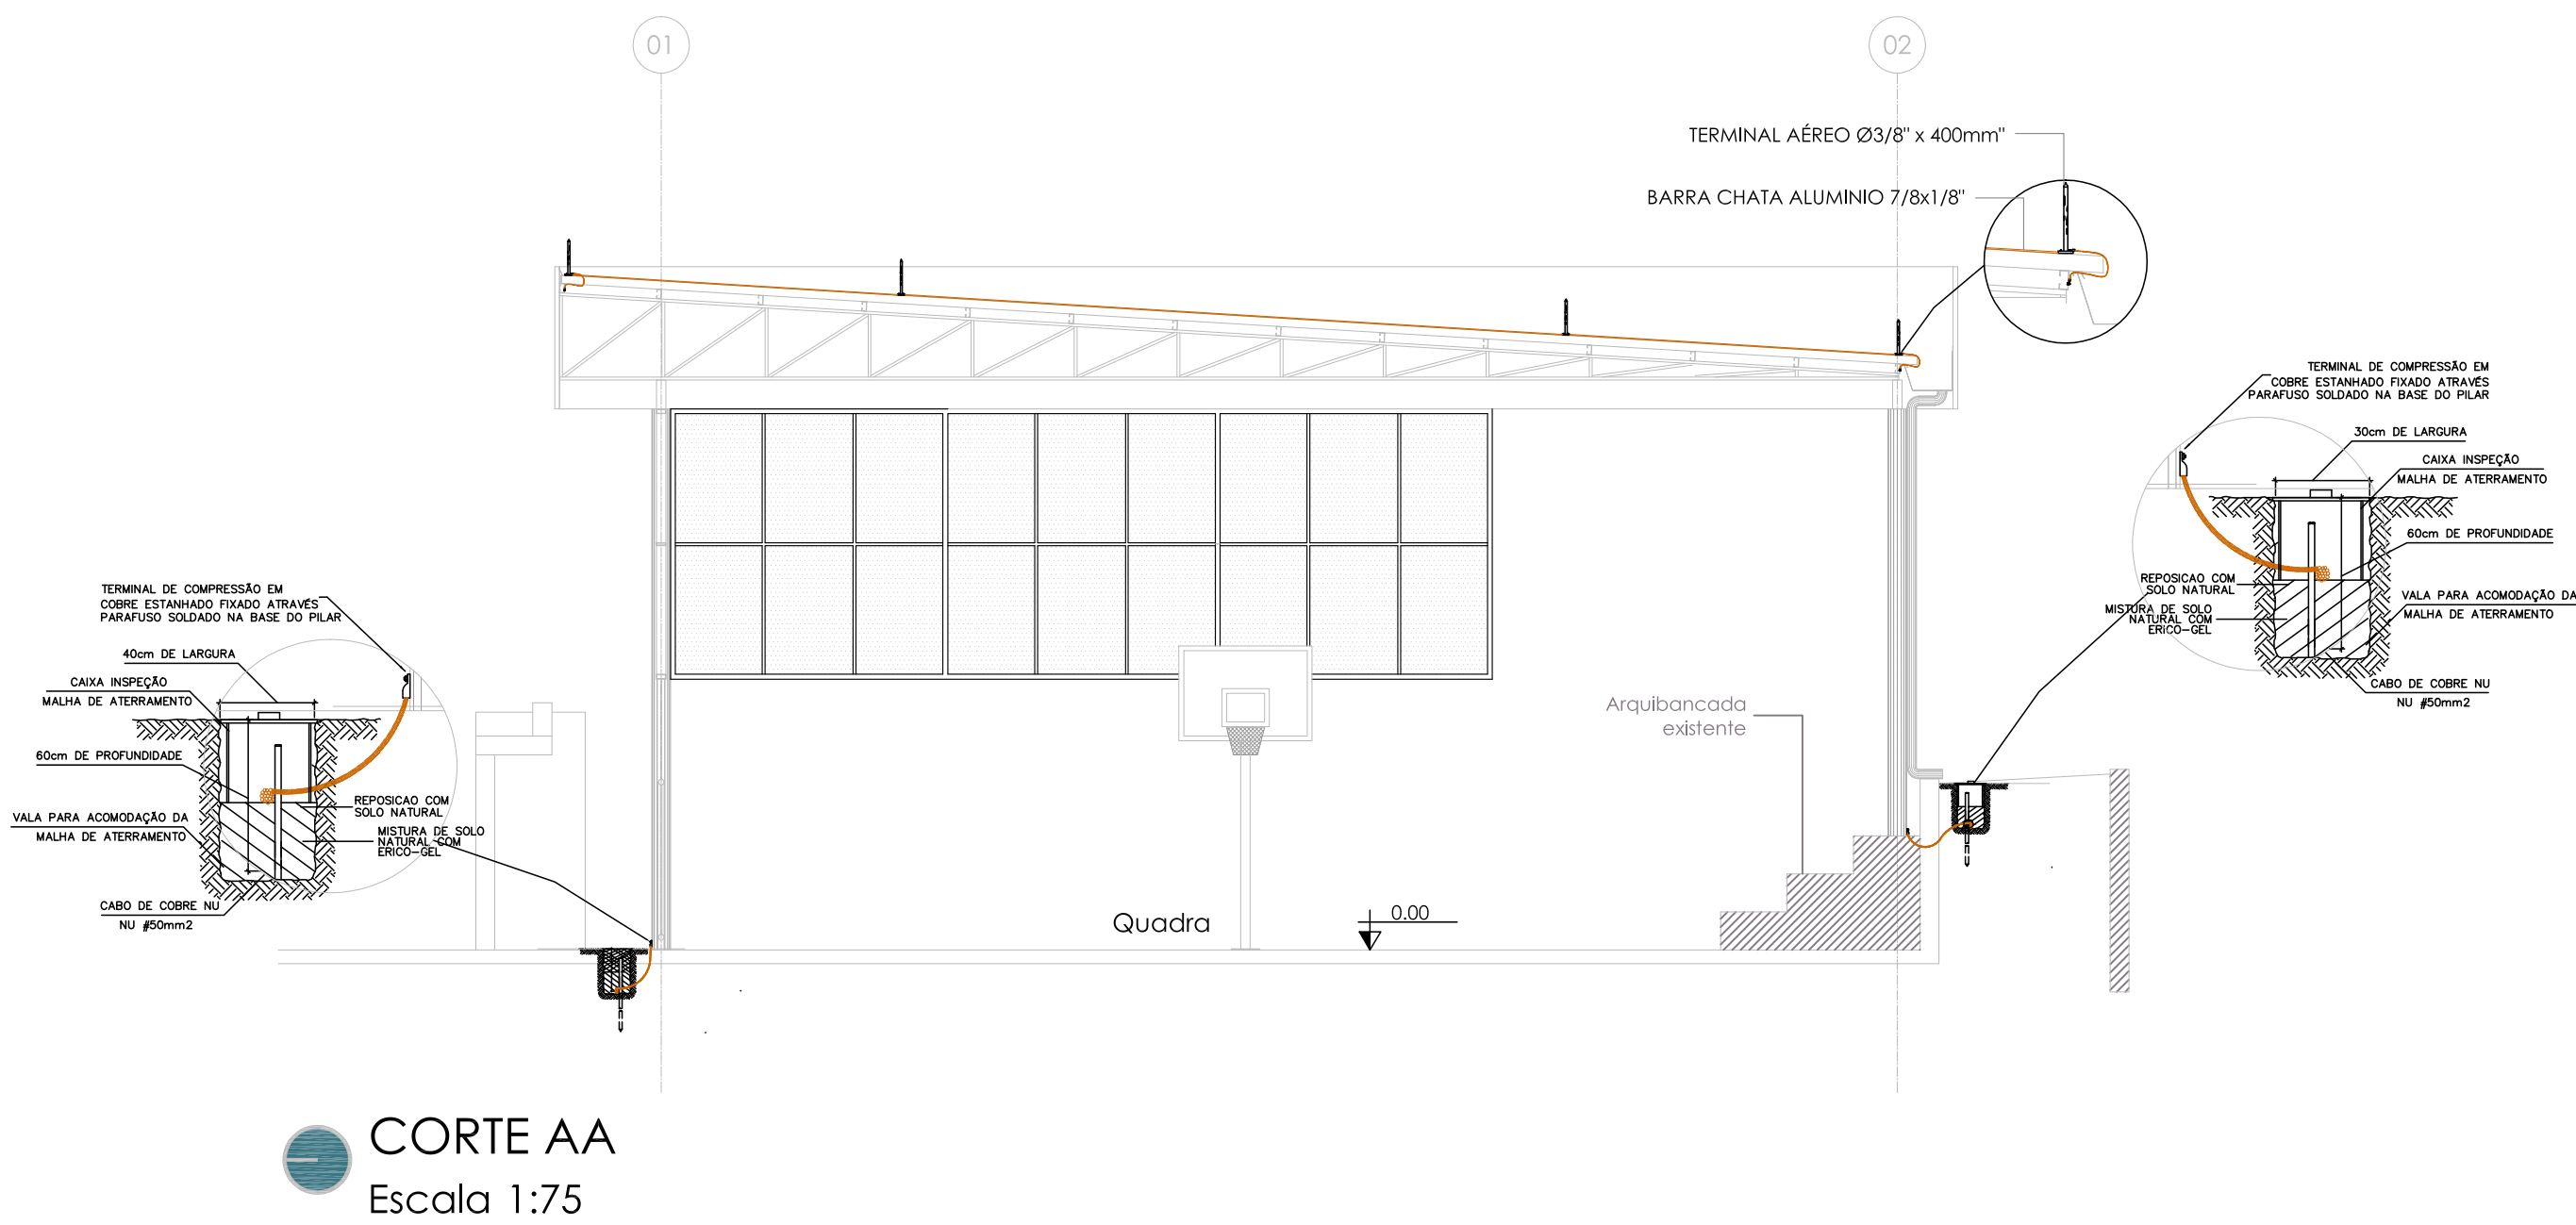 01
02
TERMINAL AÉREO Ø3/8" x 400mm"
BARRA CHATA ALUMINIO 7/8x1/8"
TERMINAL DE COMPRESSÃO EM
COBRE ESTANHADO FIXADO ATRAVÉS
PARAFUSO SOLDADO NA BASE DO PILAR
30cm DE LARGURA
CAIXA INSPEÇÃO
MALHA DE ATERRAMENTO
60cm DE PROFUNDIDADE
REPOSICAO COM
SOLO NATURAL
MISTURA DE SOLO
NATURAL COM
ERICO-GEL
VALA PARA ACOMODAÇÃO DA
MALHA DE ATERRAMENTO
CABO DE COBRE NU
NU #50mm2
TERMINAL DE COMPRESSÃO EM
COBRE ESTANHADO FIXADO ATRAVÉS
PARAFUSO SOLDADO NA BASE DO PILAR
40cm DE LARGURA
CAIXA INSPEÇÃO
MALHA DE ATERRAMENTO
60cm DE PROFUNDIDADE
REPOSICAO COM
SOLO NATURAL
VALA PARA ACOMODAÇÃO DA
MALHA DE ATERRAMENTO
MISTURA DE SOLO
NATURAL COM
ERICO-GEL
CABO DE COBRE NU
NU #50mm2
Arquibancada
existente
Quadra
0.00
CORTE AA
Escala 1:75